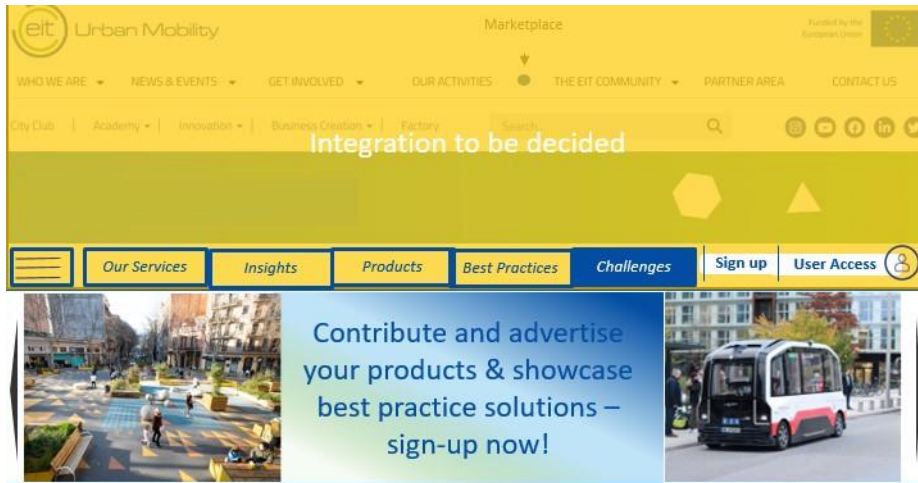 eit Urban Mobility
Marketplace
Funded by the
European Union
WHO WE ARE NEWS & EVENTS GET INVOLVED OUR ACTIVITIES THE EIT COMMUNITY PARTNER AREA CONTACT US
City Club | Academy | Innovation | Business Creation | Factory Search...
Integration to be decided
Our Services Insights Products Best Practices Challenges Sign up User Access
Contribute and advertise
your products & showcase
best practice solutions –
sign-up now!